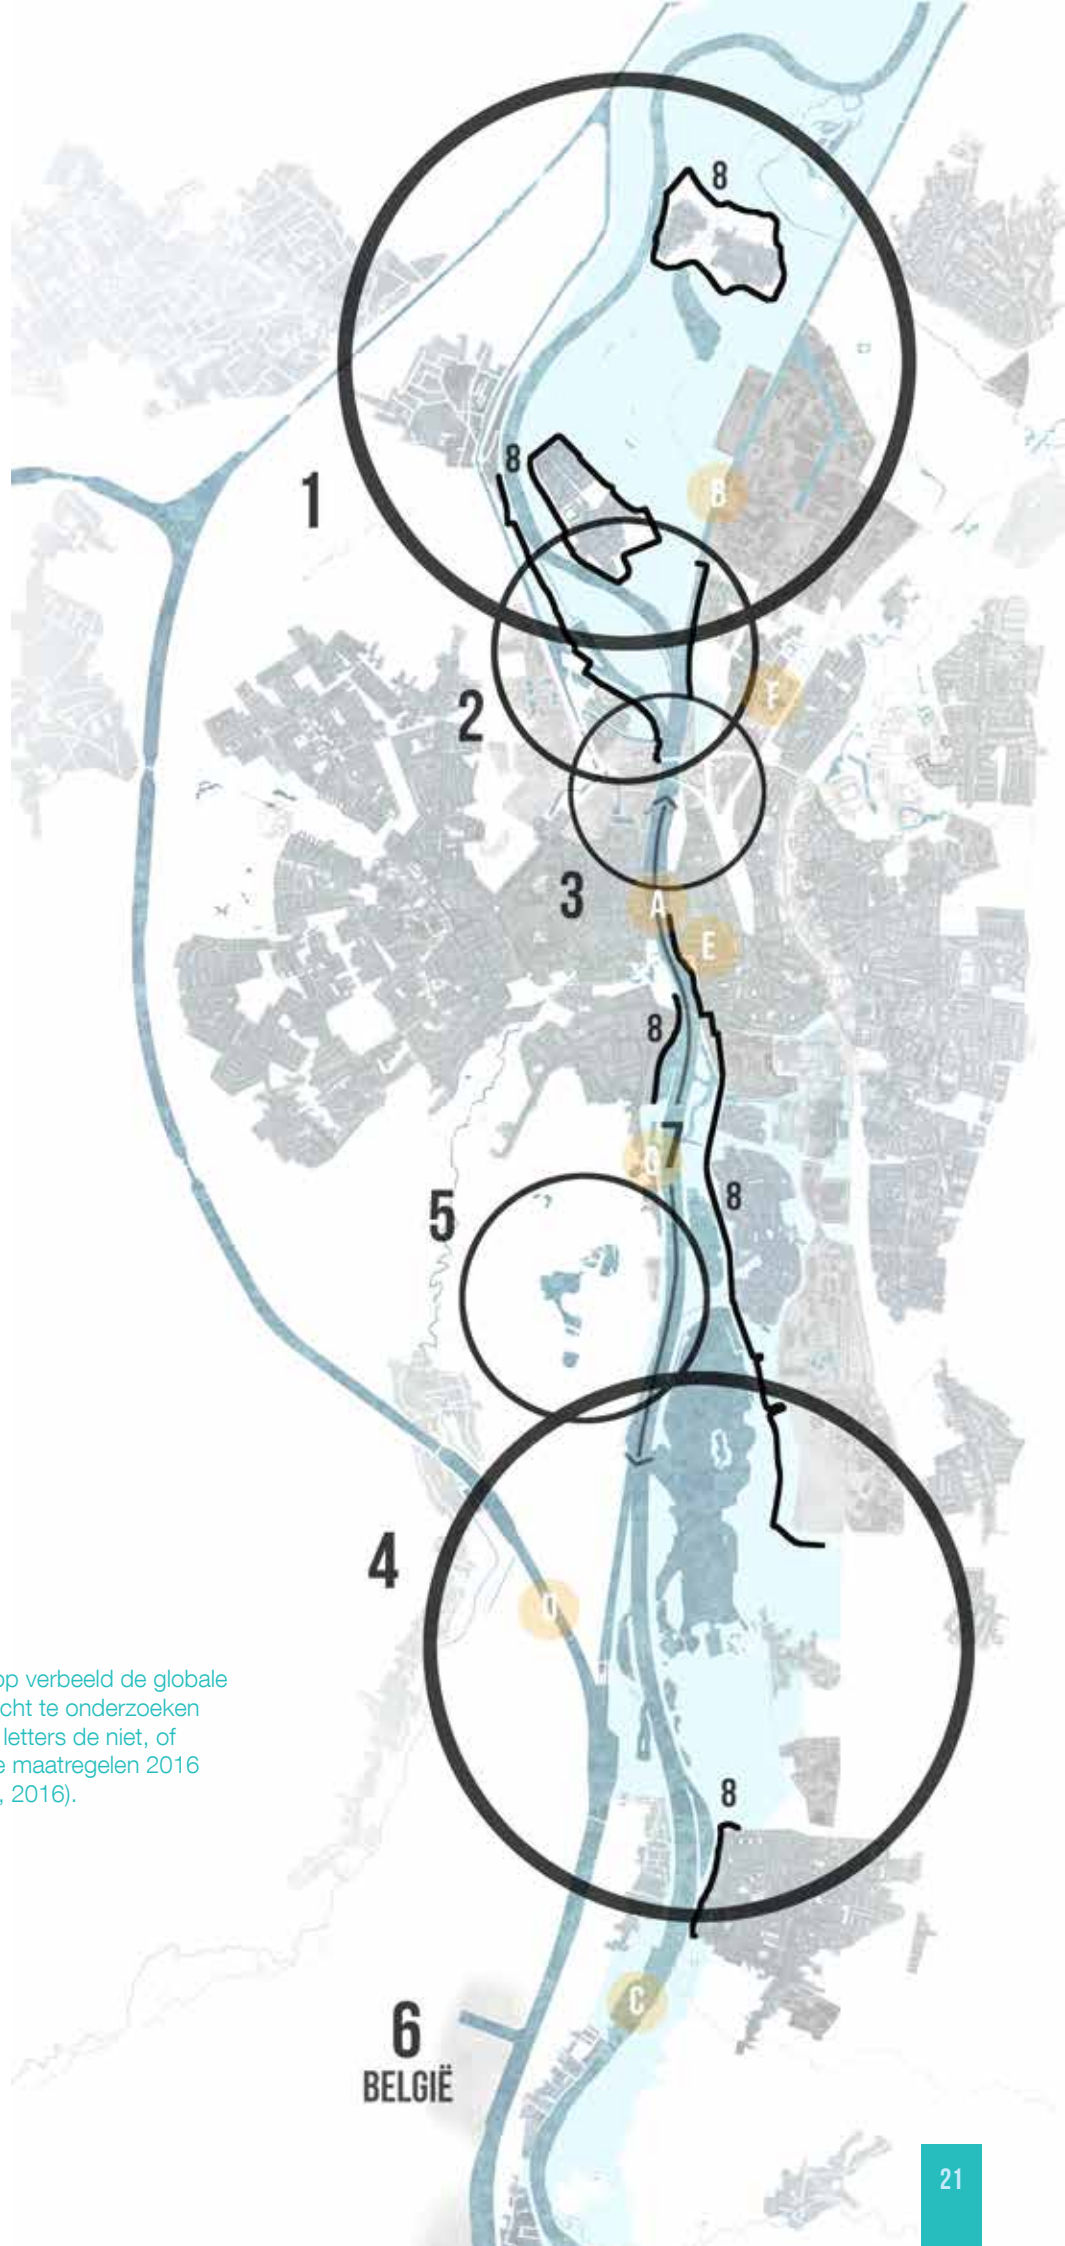 8
8
1
B
2
F
3
A
E
8
7
G
8
5
4
D
op verbeeld de globale
cht te onderzoeken
letters de niet, of
e maatregelen 2016
, 2016).
8
C
6
BELGIË
21